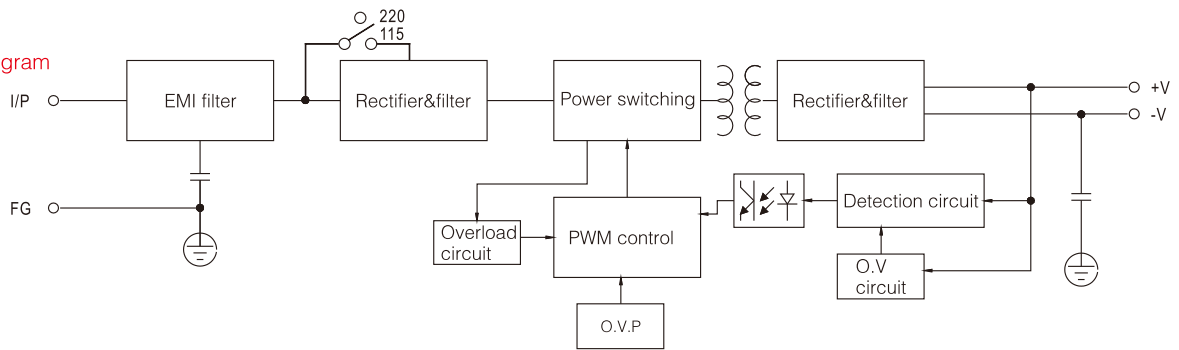 220
115
gram
I/P
EMI filter
Rectifier&filter
Power switching
Rectifier&filter
+V
-V
FG
Overload
circuit
PWM control
Detection circuit
O.V
circuit
O.V.P